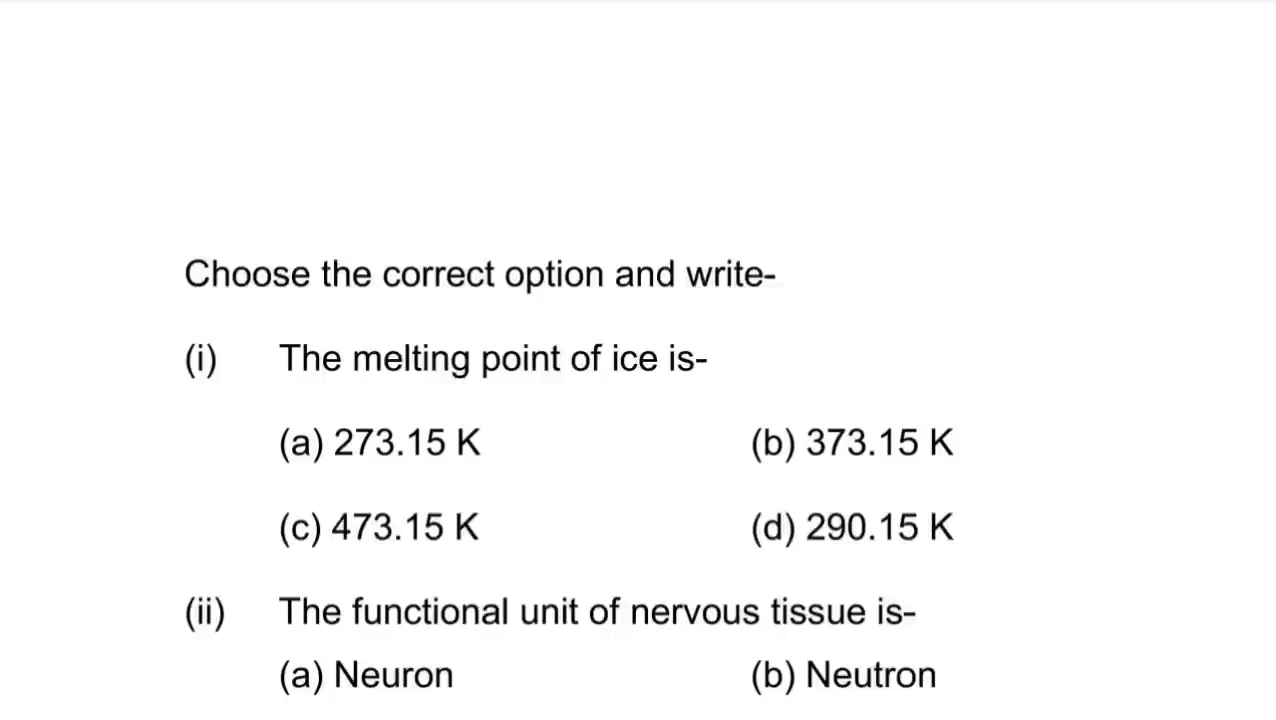 Choose the correct option and write-
(i) The melting point of ice is-
(a) 273.15 K (b) 373.15 K
(c) 473.15 K (d) 290.15 K
(ii) The functional unit of nervous tissue is-
(a) Neuron (b) Neutron